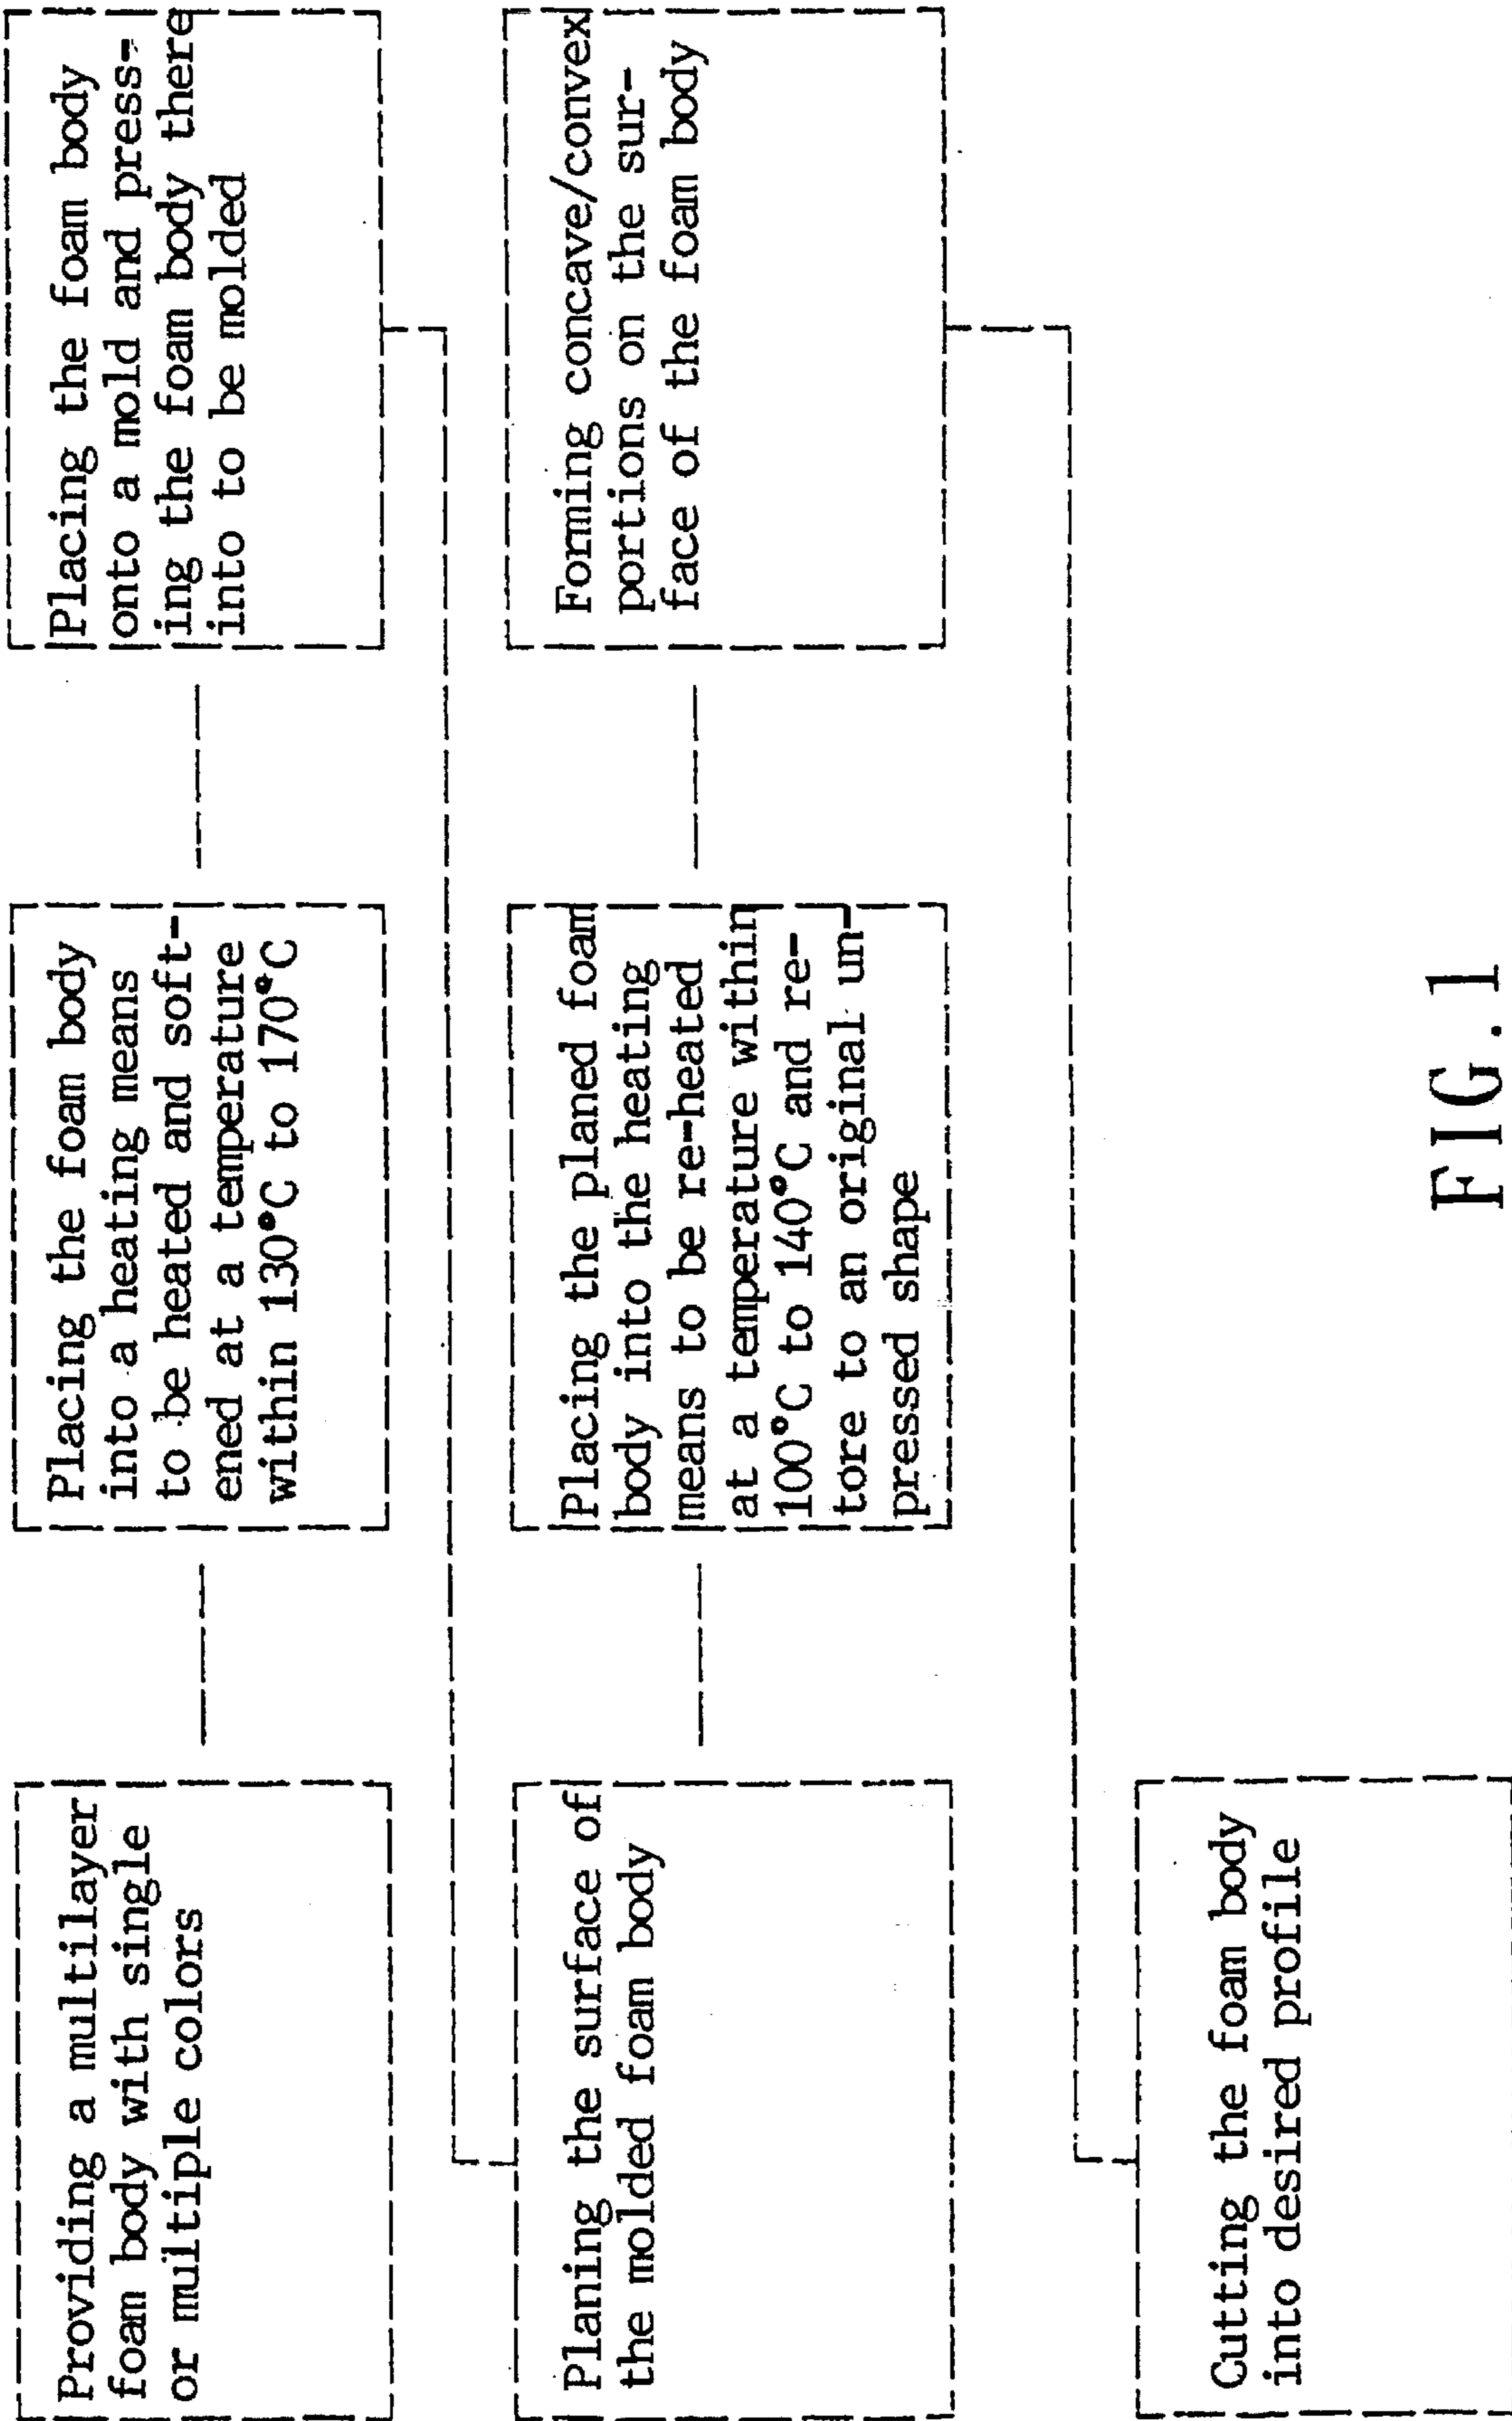 Providing a multilayer
foam body with single
or multiple colors
Placing the foam body
into a heating means
to be heated and soft-
ened at a temperature
within 130°C to 170°C
Placing the foam body
onto a mold and press-
ing the foam body there
into to be molded
Planing the surface of
the molded foam body
Placing the planed foam
body into the heating
means to be re-heated
at a temperature within
100°C to 140°C and re-
tore to an original un-
pressed shape
Forming concave/convex
portions on the sur-
face of the foam body
Cutting the foam body
into desired profile
FIG.1